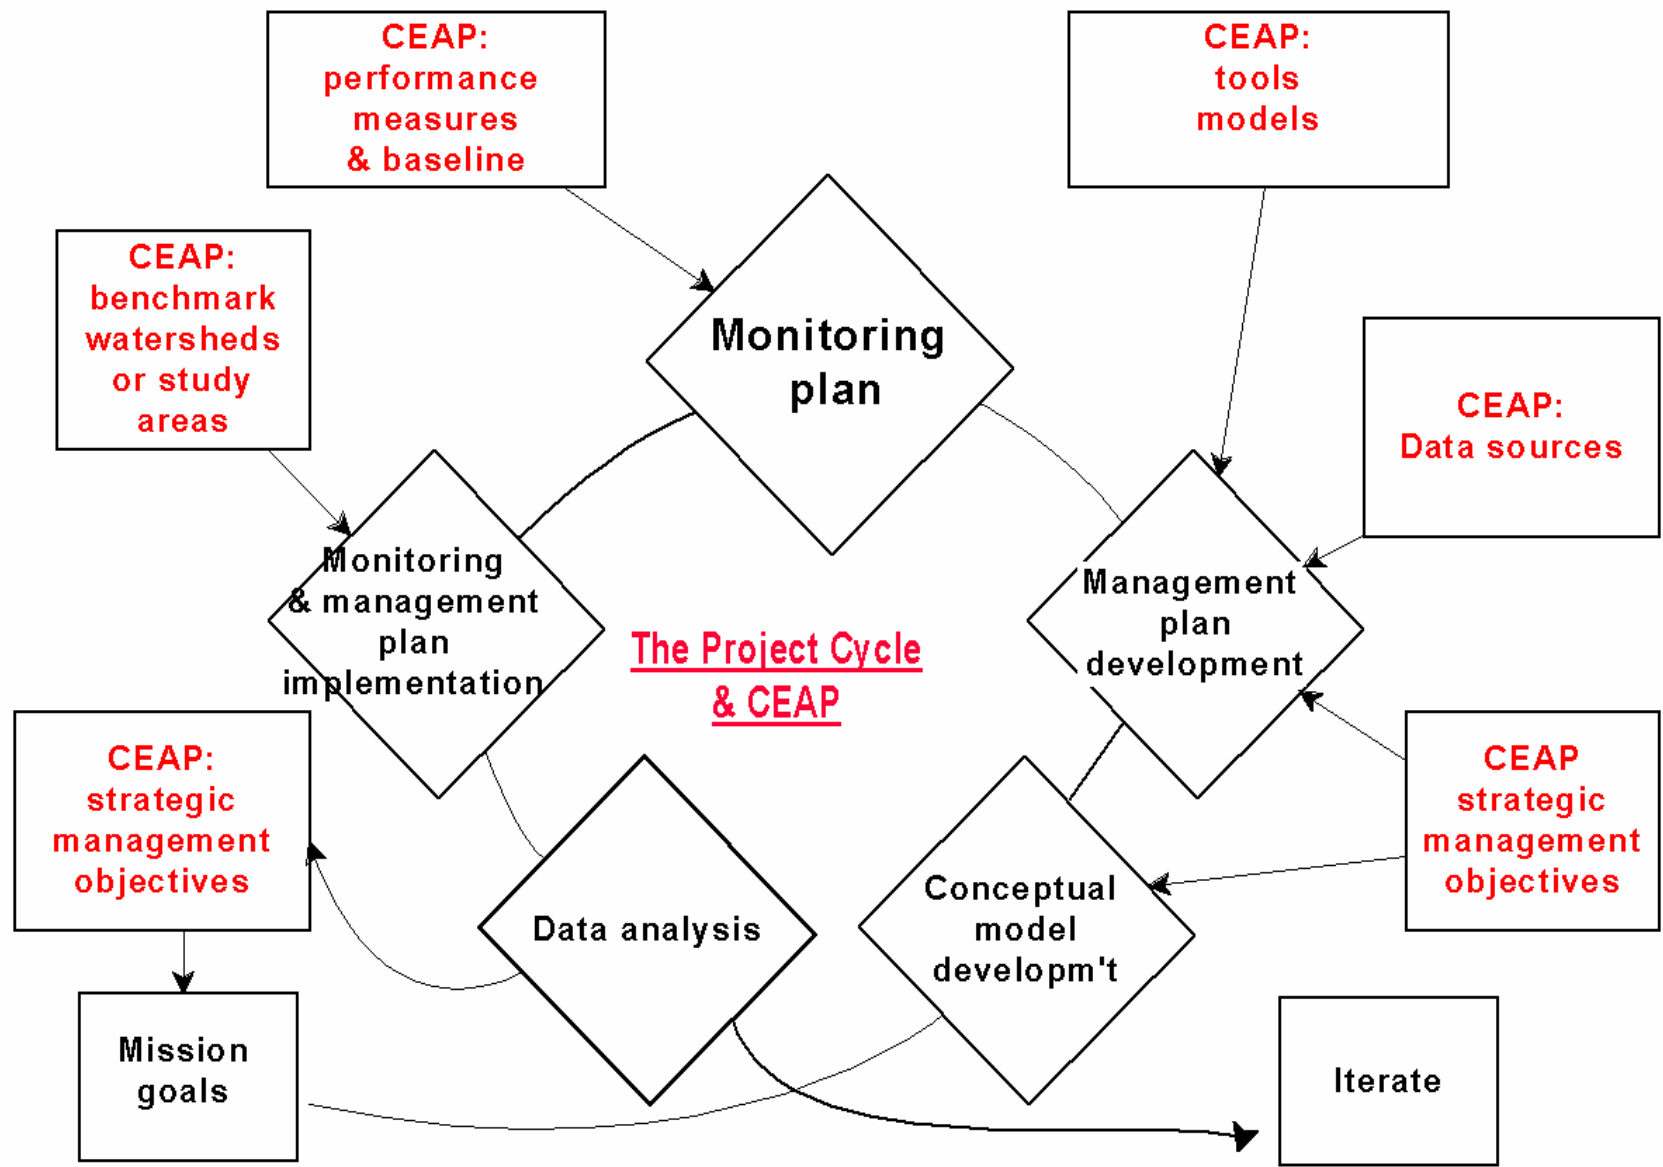 CEAP:
performance
measures
& baseline
CEAP:
tools
models
CEAP:
benchmark
watersheds
or study
areas
Monitoring
plan
CEAP:
Data sources
Monitoring
& management
plan
implementation
The Project Cycle
& CEAP
Management
plan
development
CEAP:
strategic
management
objectives
Data analysis
Conceptual
model
developm't
CEAP
strategic
management
objectives
Mission
goals
Iterate